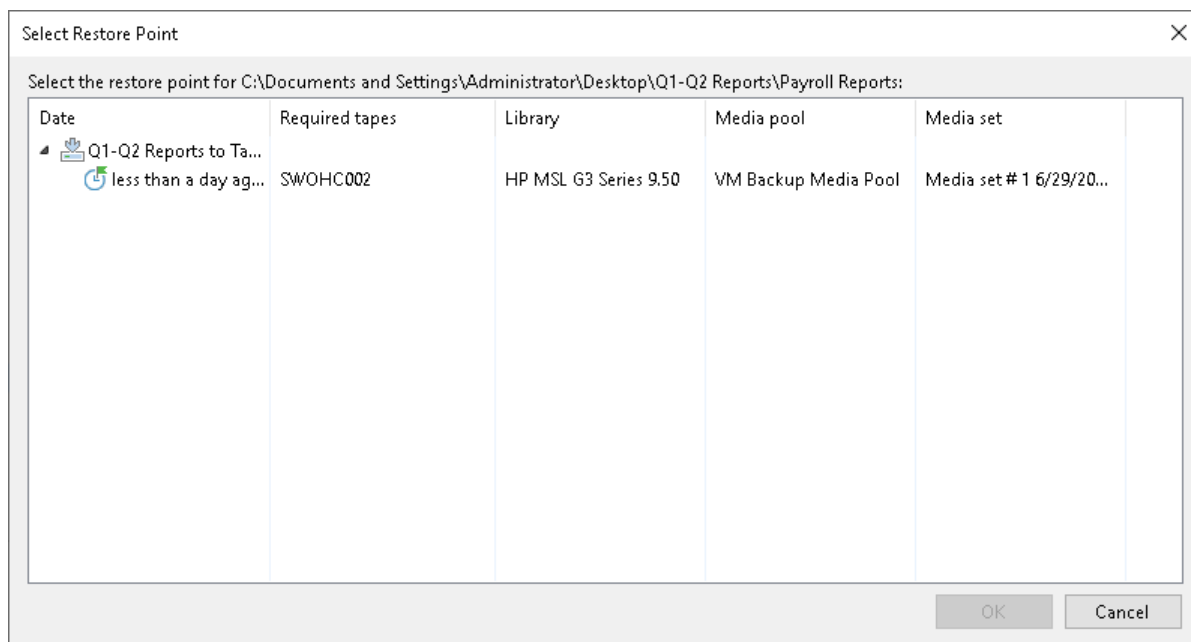 Select Restore Point
Select the restore point for C:\Documents and Settings\Administrator\Desktop\Q1-Q2 Reports\Payroll Reports:
Date Required tapes Library Media pool Media set
Q1-Q2 Reports to Ta...
less than a day ag... SWOHC002 HP MSL G3 Series 9.50 VM Backup Media Pool Media set # 1 6/29/20...
OK Cancel